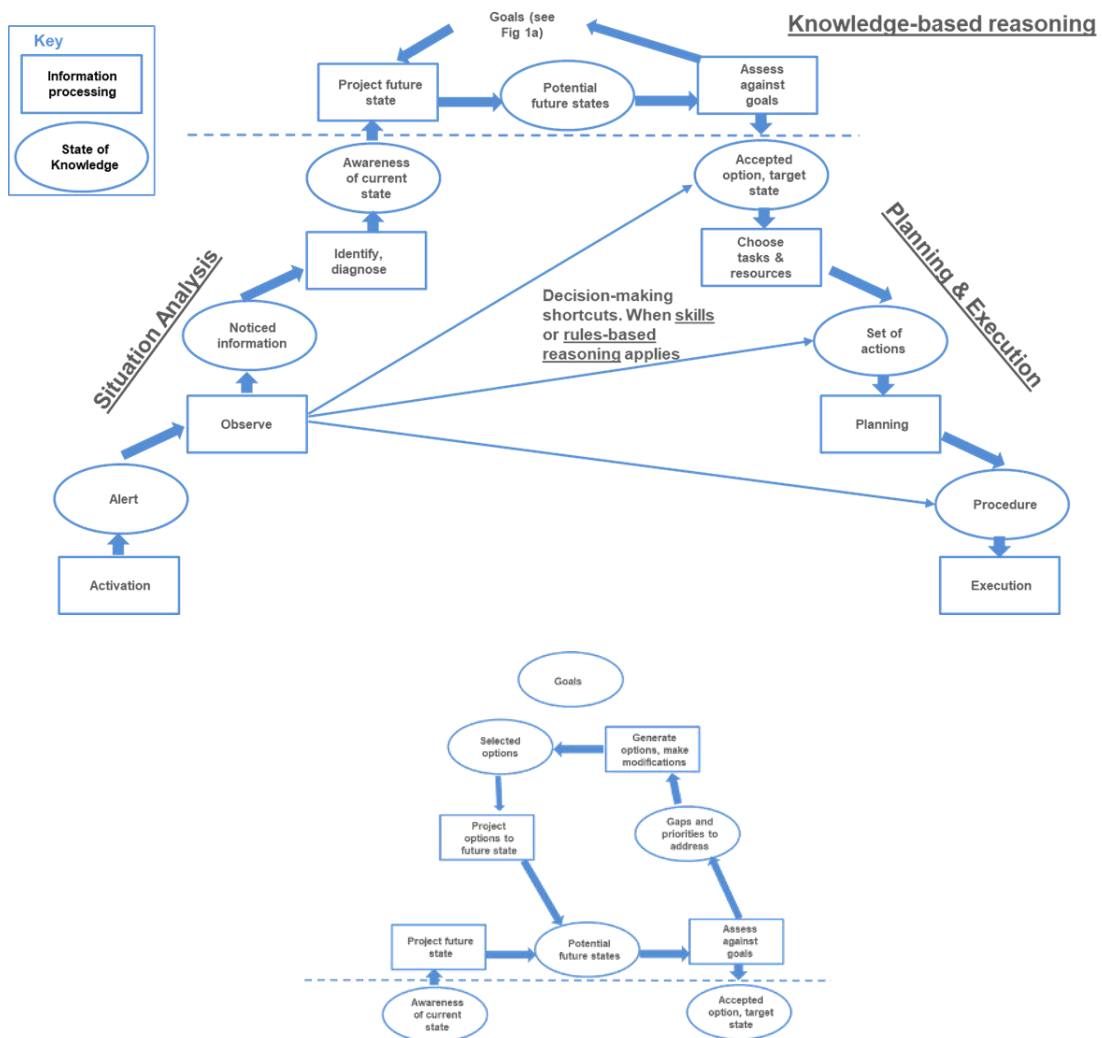 Goals (see
Fig 1a)
Knowledge-based reasoning
Key
Information
processing
State of
Knowledge
Project future
state
Potential
future states
Assess
against
goals
Awareness
of current
state
Accepted
option, target
state
Identify,
diagnose
Choose
tasks &
resources
Situation Analysis
Planning & Execution
Noticed
information
Decision-making
shortcuts. When skills
or rules-based
reasoning applies
Set of
actions
Observe
Planning
Alert
Procedure
Activation
Execution
Goals
Selected
options
Generate
options, make
modifications
Project
options to
future state
Gaps and
priorities to
address
Project future
state
Potential
future states
Assess
against
goals
Awareness
of current
state
Accepted
option, target
state